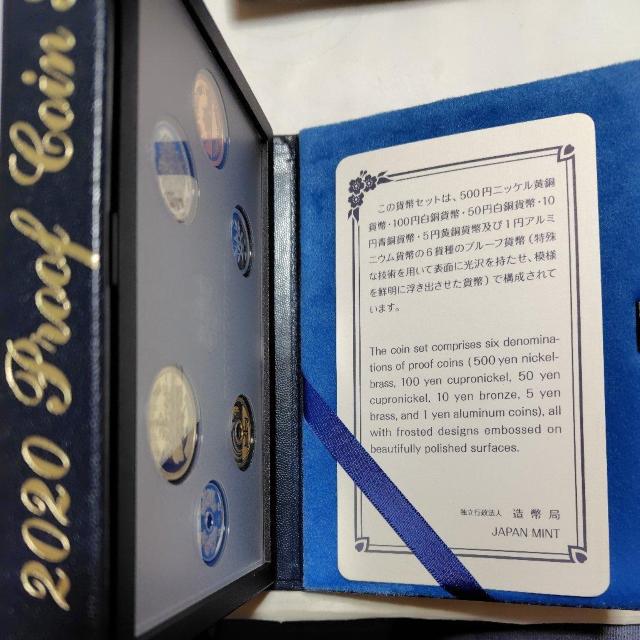 2020 Proof Coin
この貨幣セットは、500円ニッケル黄銅
貨幣・100円白銅貨幣・50円白銅貨幣・10
円青銅貨幣・5円黄銅貨幣及び1円アルミ
ニウム貨幣の6貨種のプルーフ貨幣(特殊
な技術を用いて表面に光沢を持たせ、模様
を鮮明に浮き出させた貨幣)で構成されて
います。
The coin set comprises six denomina-
tions of proof coins (500 yen nickel-
brass, 100 yen cupronickel, 50 yen
cupronickel, 10 yen bronze, 5 yen
brass, and 1 yen aluminum coins), all
with frosted designs embossed on
beautifully polished surfaces.
独立行政法人 造幣局
JAPAN MINT